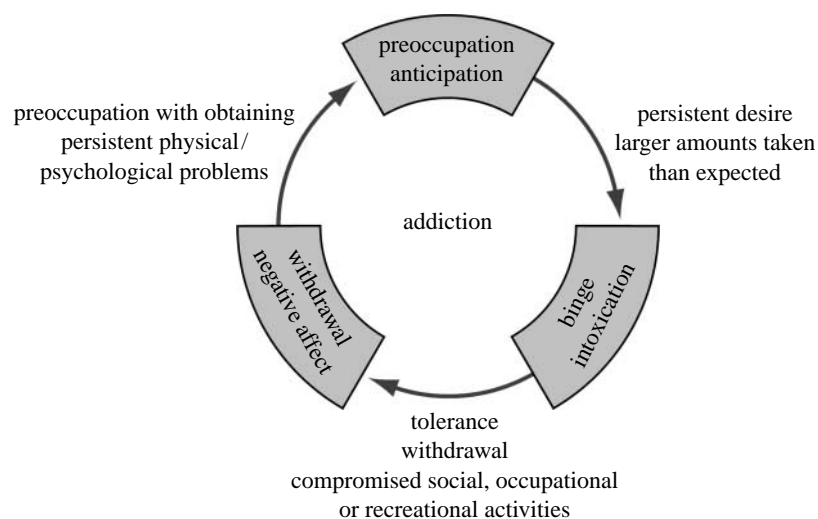 preoccupation
anticipation
preoccupation with obtaining
persistent physical/
psychological problems
persistent desire
larger amounts taken
than expected
addiction
withdrawal
negative affect
binge
intoxication
tolerance
withdrawal
compromised social, occupational
or recreational activities